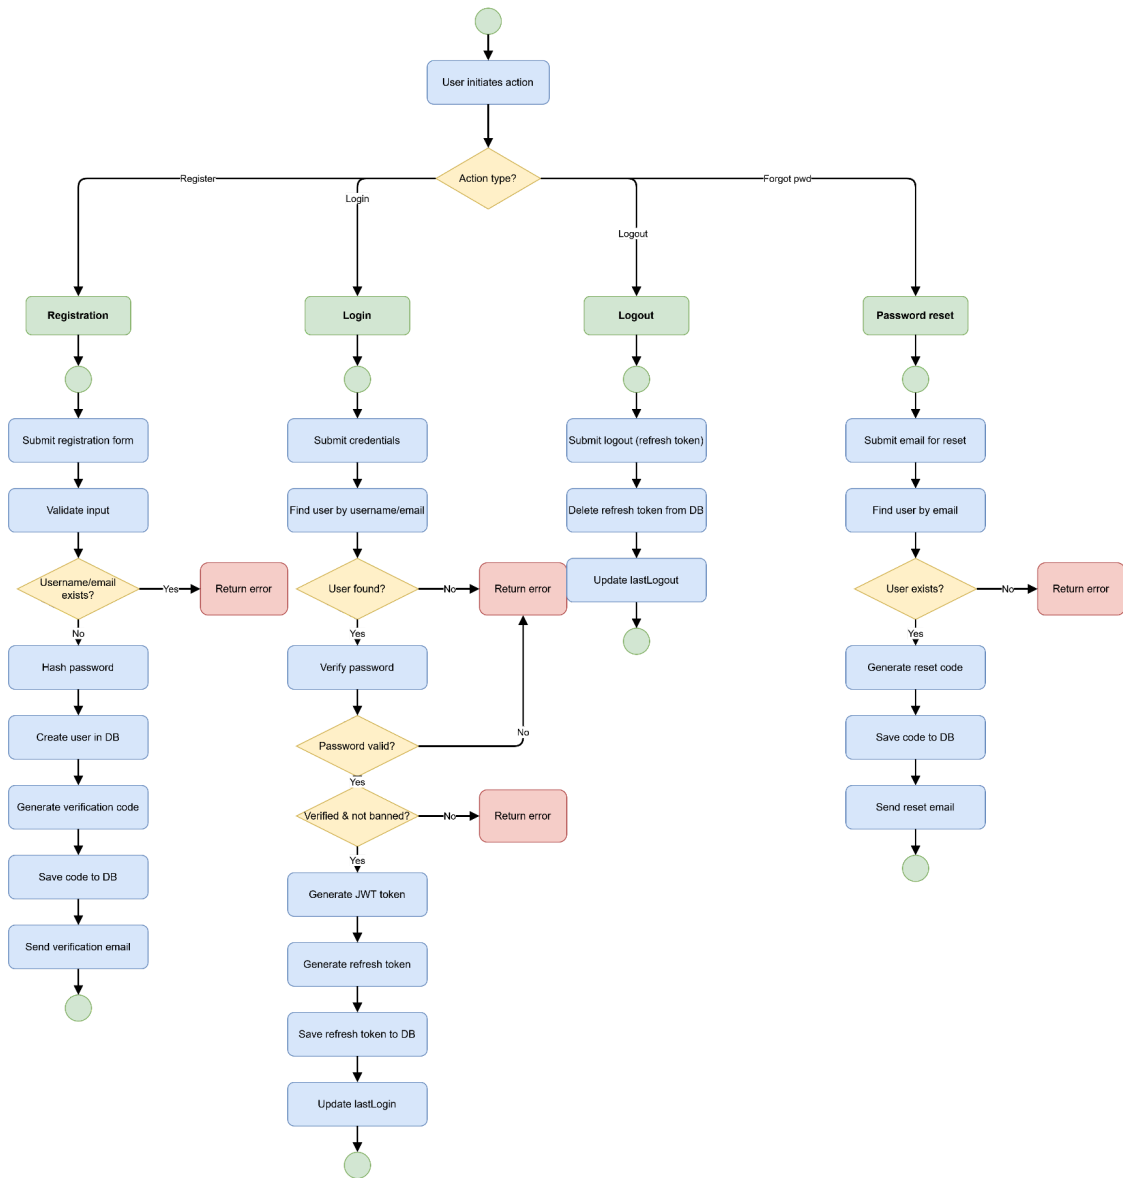 User initiates action
Action type?
Register
Login
Logout
Forgot pwd
Registration
Login
Logout
Password reset
Submit registration form
Submit credentials
Submit logout (refresh token)
Submit email for reset
Validate input
Find user by username/email
Delete refresh token from DB
Find user by email
Username/email
exists?
Yes
Return error
User found?
No
Return error
Update lastLogout
User exists?
No
Return error
No
Yes
Yes
Hash password
Verify password
Generate reset code
Create user in DB
Password valid?
No
Save code to DB
Yes
Generate verification code
Verified & not banned?
No
Return error
Send reset email
Yes
Save code to DB
Generate JWT token
Send verification email
Generate refresh token
Save refresh token to DB
Update lastLogin